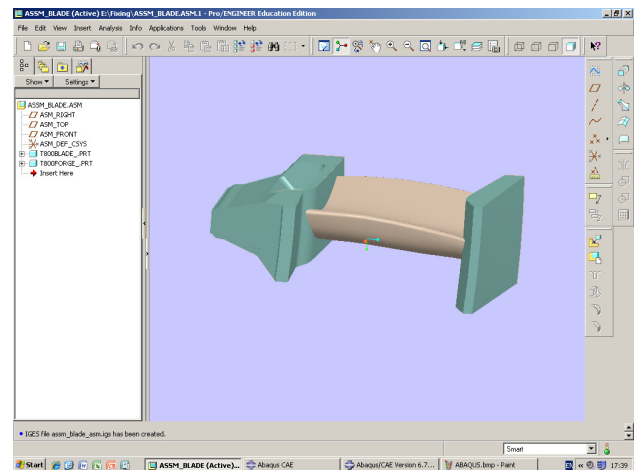 ASSM_BLADE (Active) E:\Fixing\ASSM_BLADE.ASM.1 - Pro/ENGINEER Education Edition
File Edit View Insert Analysis Info Applications Tools Window Help
Show Settings
ASSM_BLADE.ASM
ASM_RIGHT
ASM_TOP
ASM_FRONT
ASM_DEF_CSYS
T800BLADE_.PRT
T800FORGE_.PRT
Insert Here
IGES file assm_blade_asm.igs has been created.
Smart
Start ASSM_BLADE (Active)... Abaqus CAE Abaqus/CAE Version 6.7... ABAQUS.bmp - Paint EN 17:39